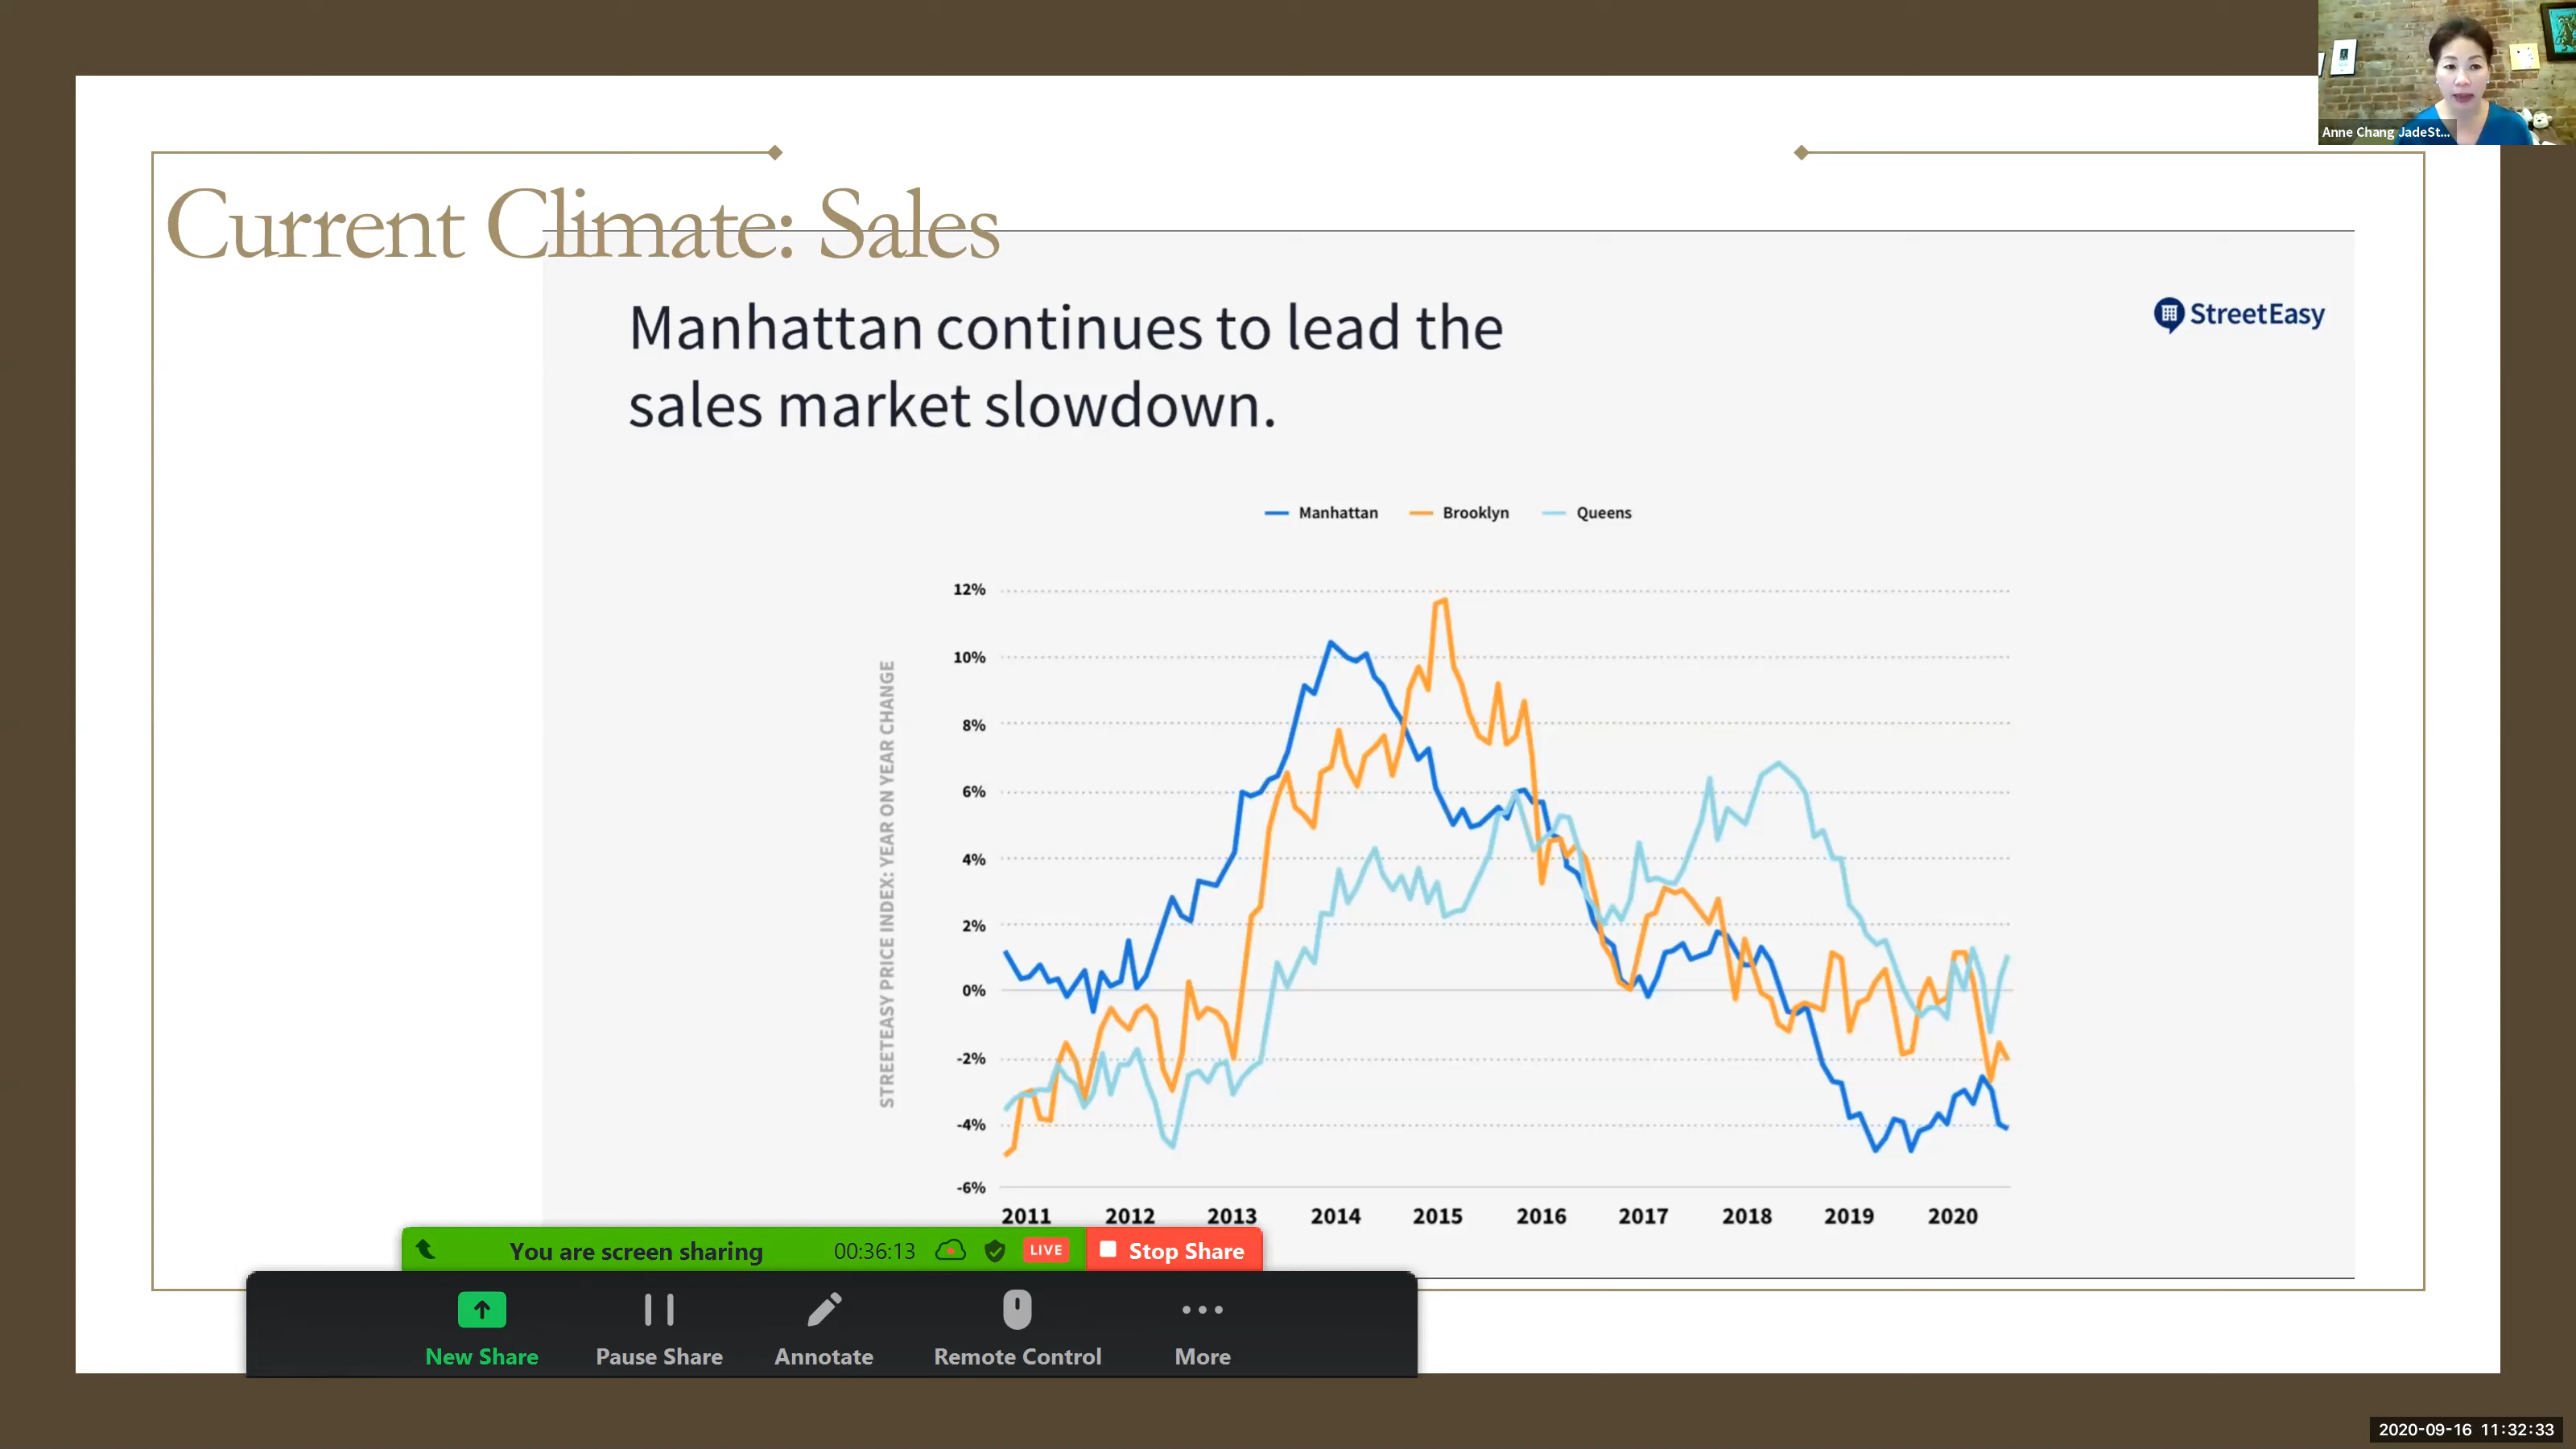 Anne Chang JadeSt...
Current Climate: Sales
Manhattan continues to lead the
sales market slowdown.
StreetEasy
Manhattan Brooklyn Queens
STREETEASY PRICE INDEX: YEAR ON YEAR CHANGE
12%
10%
8%
6%
4%
2%
0%
-2%
-4%
-6%
2011 2012 2013 2014 2015 2016 2017 2018 2019 2020
You are screen sharing 00:36:13 LIVE Stop Share
New Share Pause Share Annotate Remote Control More
2020-09-16 11:32:33